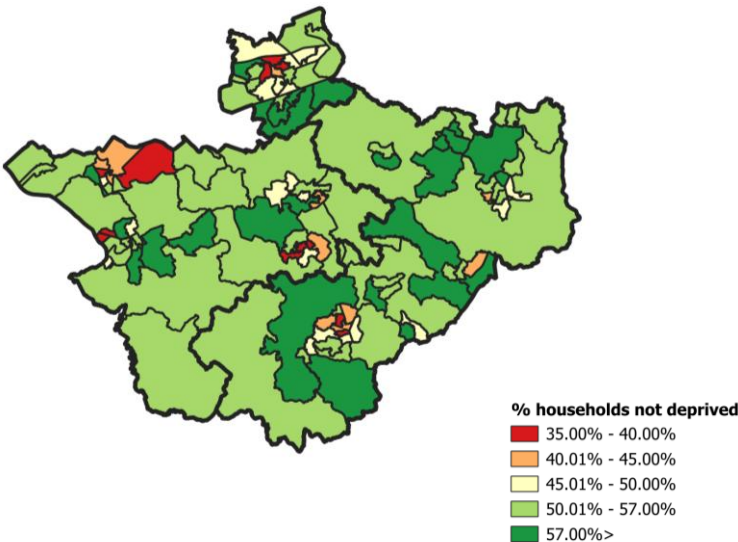 % households not deprived
35.00% - 40.00%
40.01% - 45.00%
45.01% - 50.00%
50.01% - 57.00%
57.00%>